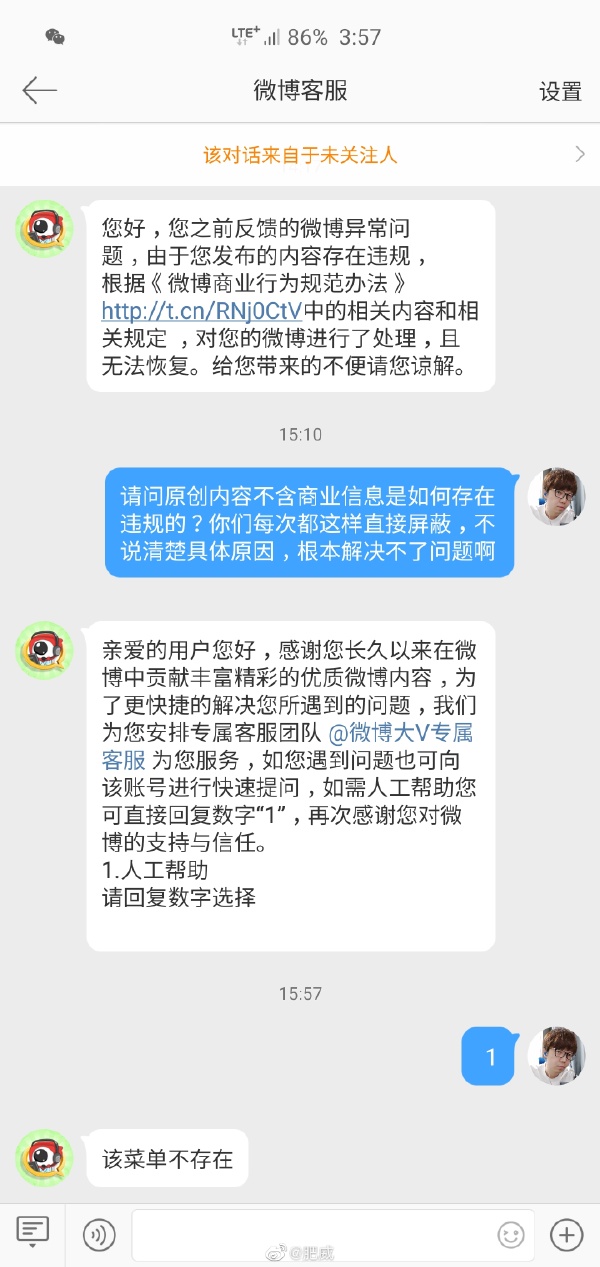 LTE+ 86% 3:57
微博客服
设置
该对话来自于未关注人
您好，您之前反馈的微博异常问
题，由于您发布的内容存在违规，
根据《微博商业行为规范办法》
http://t.cn/RNj0CtV中的相关内容和相
关规定 ，对您的微博进行了处理，且
无法恢复。给您带来的不便请您谅解。
15:10
请问原创内容不含商业信息是如何存在
违规的？你们每次都这样直接屏蔽，不
说清楚具体原因，根本解决不了问题啊
亲爱的用户您好，感谢您长久以来在微
博中贡献丰富精彩的优质微博内容，为
了更快捷的解决您所遇到的问题，我们
为您安排专属客服团队 @微博大V专属
客服 为您服务，如您遇到问题也可向
该账号进行快速提问，如需人工帮助您
可直接回复数字“1”，再次感谢您对微
博的支持与信任。
1.人工帮助
请回复数字选择
15:57
1
该菜单不存在
@肥威